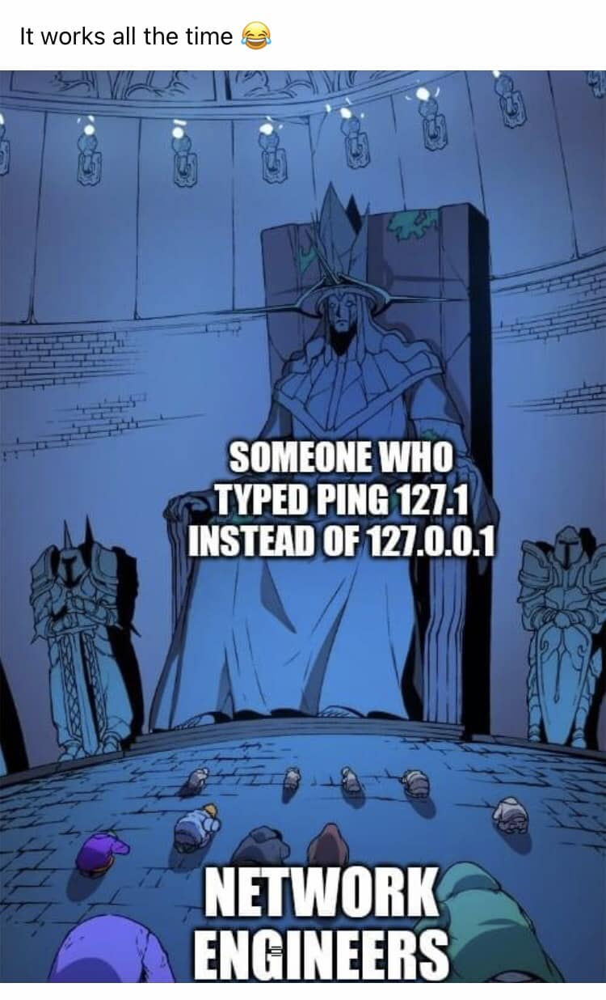 It works all the time 😂
SOMEONE WHO
TYPED PING 127.1
INSTEAD OF 127.0.0.1
NETWORK
ENGINEERS